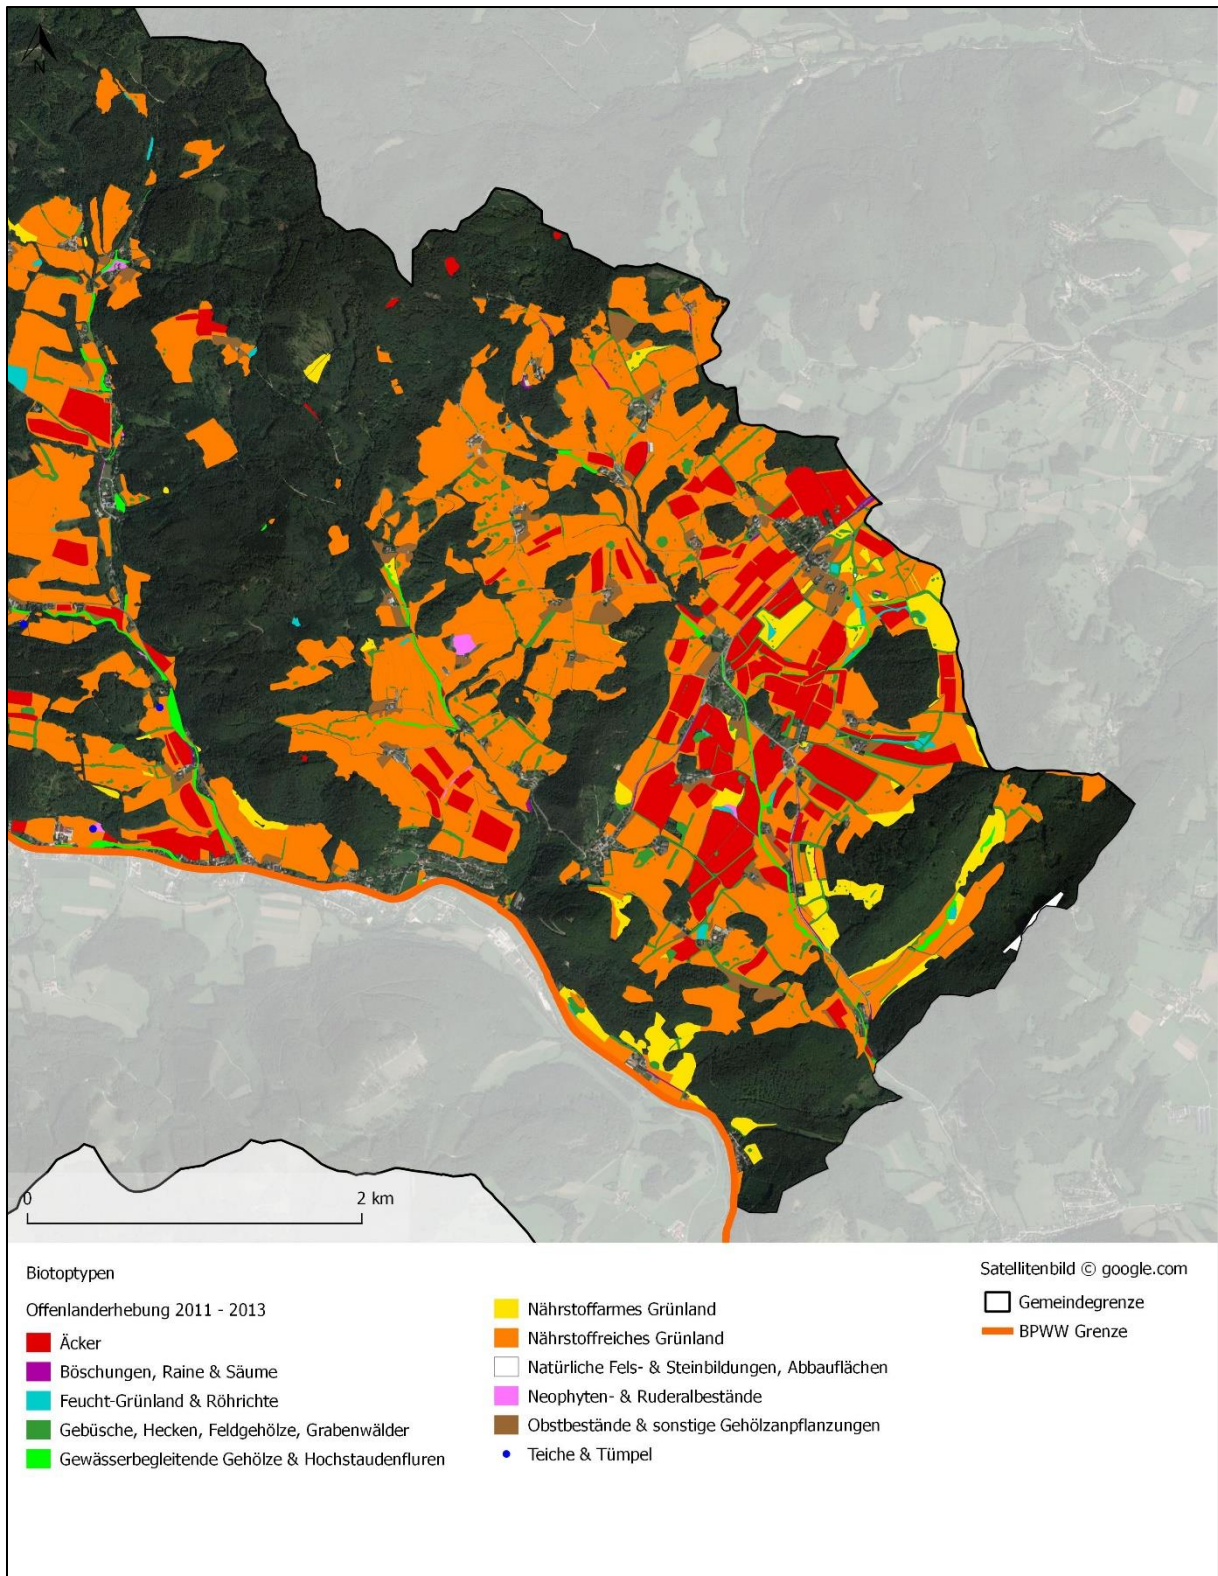 N
0
2 km
Biotoptypen
Offenlanderhebung 2011 - 2013
Äcker
Böschungen, Raine & Säume
Feucht-Grünland & Röhrichte
Gebüsche, Hecken, Feldgehölze, Grabenwälder
Gewässerbegleitende Gehölze & Hochstaudenfluren
Nährstoffarmes Grünland
Nährstoffreiches Grünland
Natürliche Fels- & Steinbildungen, Abbauflächen
Neophyten- & Ruderalbestände
Obstbestände & sonstige Gehölzanpflanzungen
Teiche & Tümpel
Satellitenbild © google.com
Gemeindegrenze
BPWW Grenze